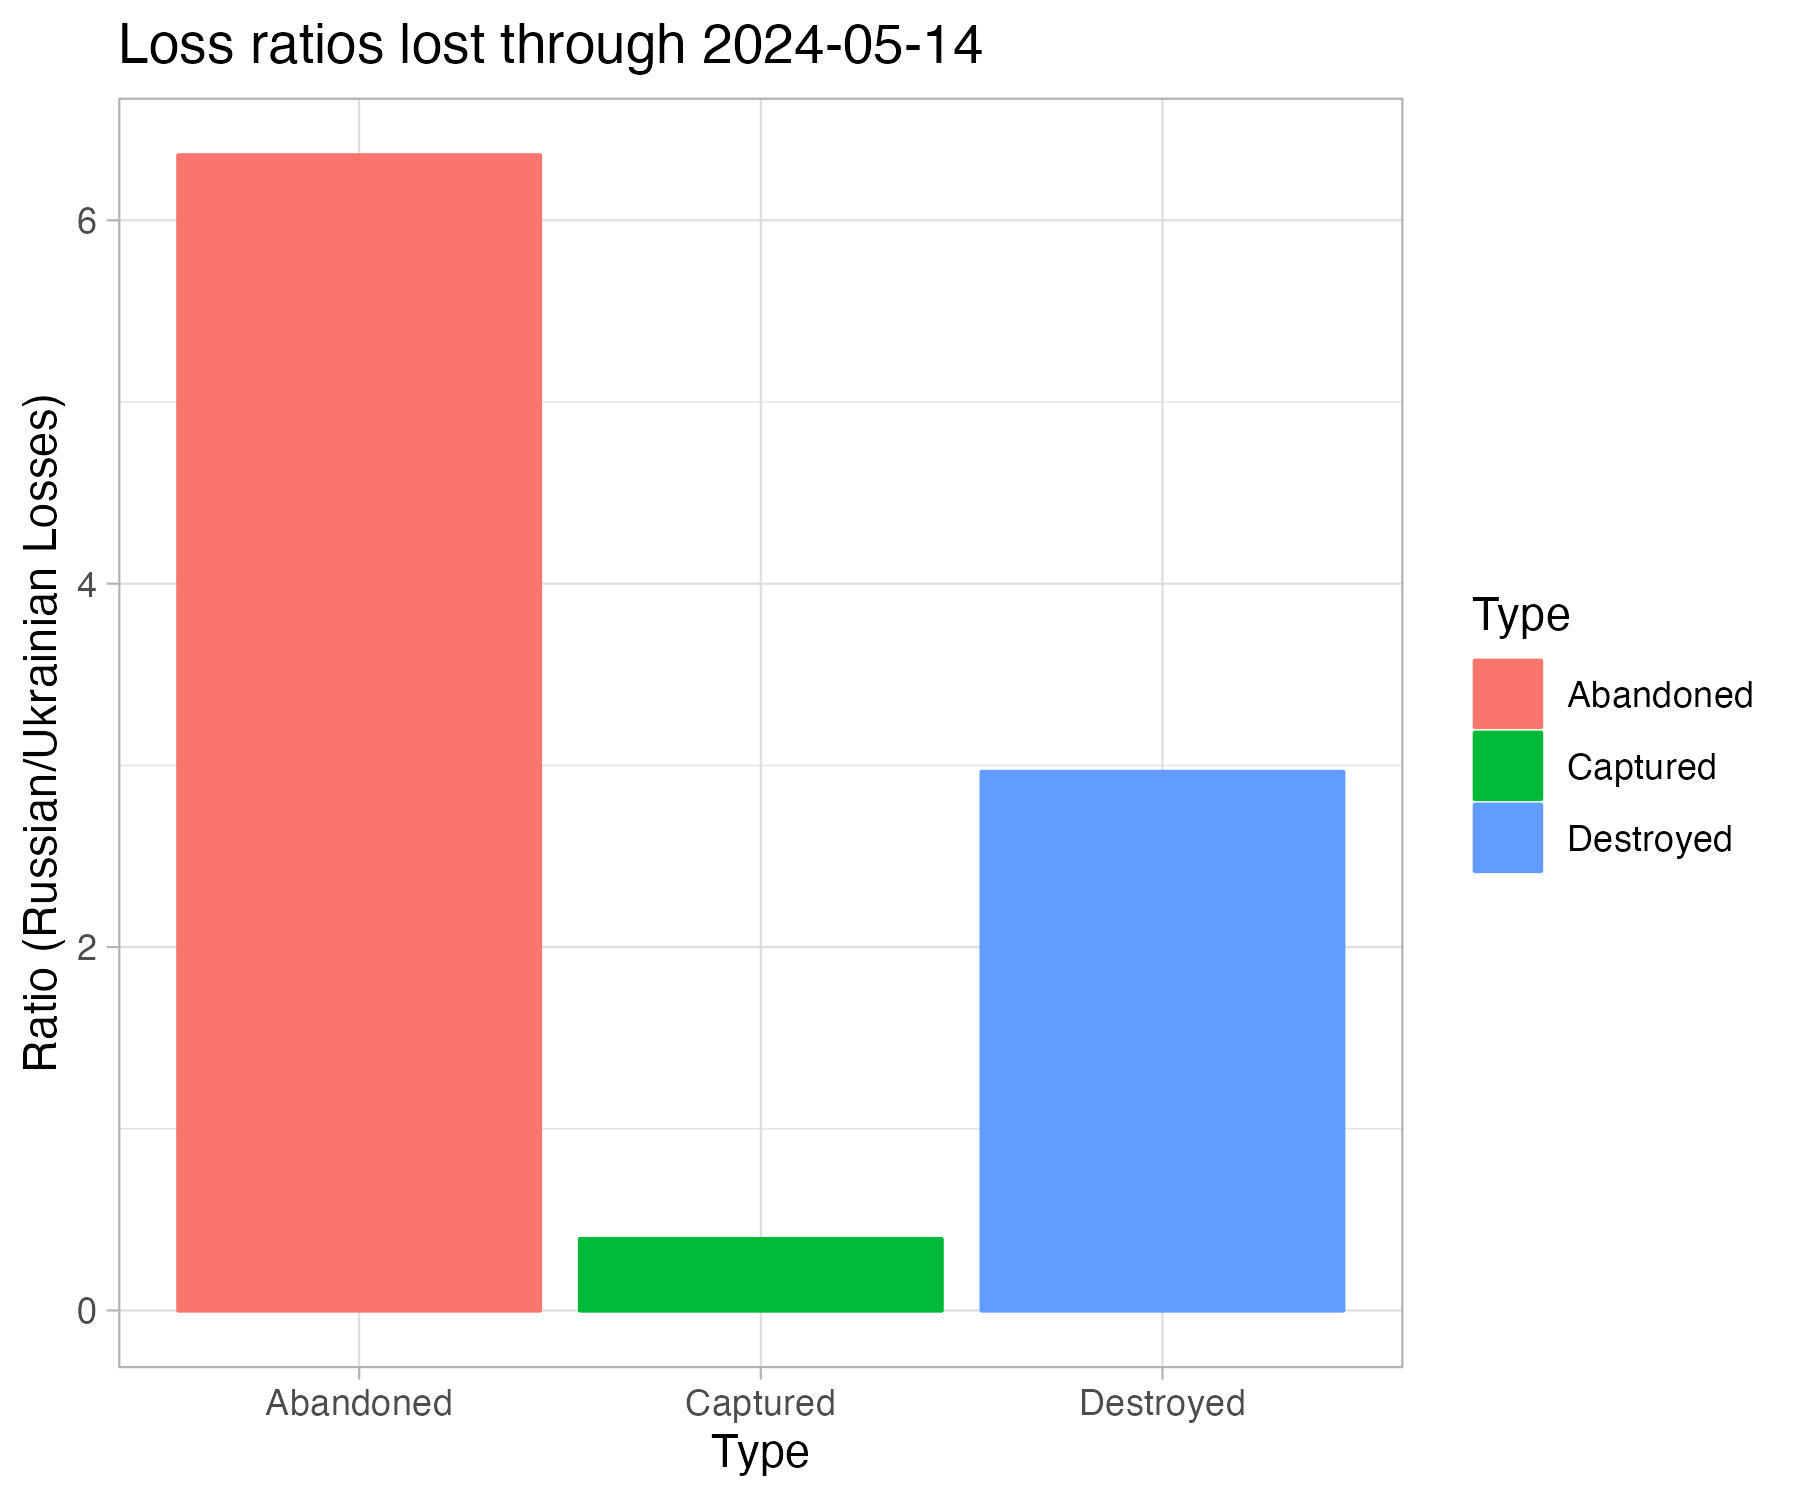 Loss ratios lost through 2024-05-14
Ratio (Russian/Ukrainian Losses)
6
4
2
0
Abandoned
Captured
Destroyed
Type
Type
Abandoned
Captured
Destroyed